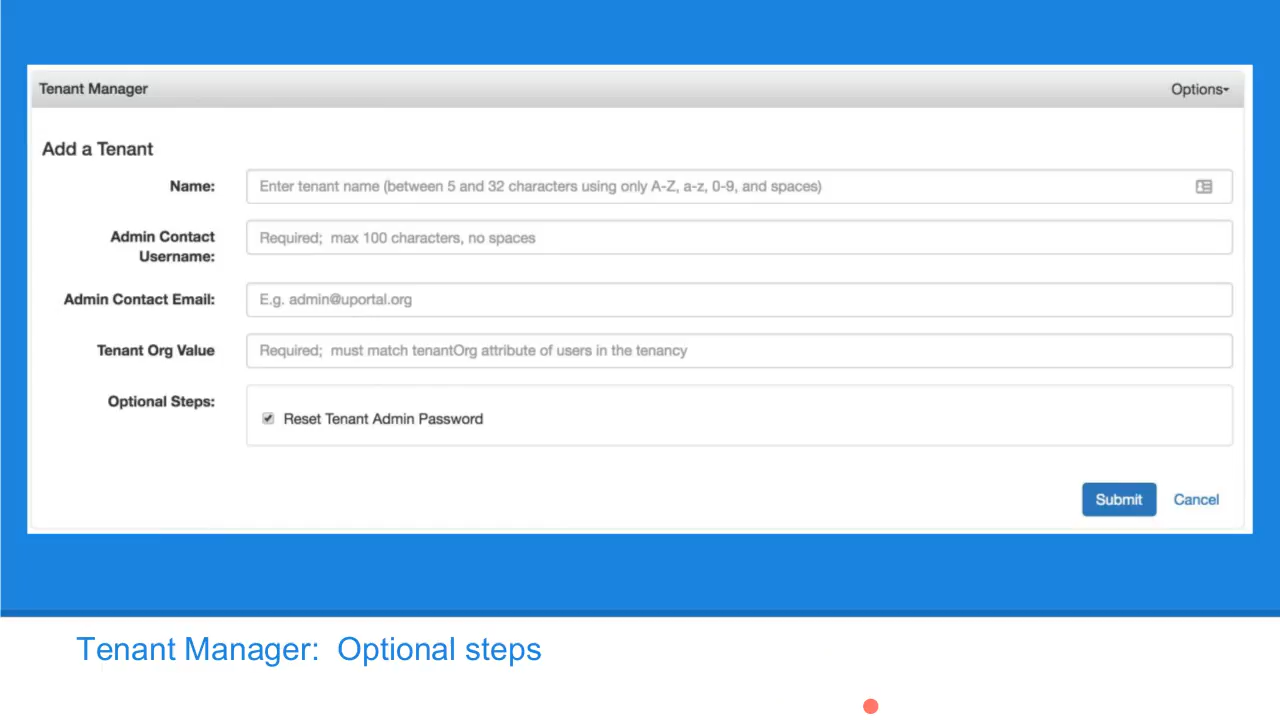 Tenant Manager
Options
Add a Tenant
Name:
Enter tenant name (between 5 and 32 characters using only A-Z, a-z, 0-9, and spaces)
Admin Contact
Username:
Required;  max 100 characters, no spaces
Admin Contact Email:
E.g. admin@uportal.org
Tenant Org Value
Required;  must match tenantOrg attribute of users in the tenancy
Optional Steps:
Reset Tenant Admin Password
Submit
Cancel
Tenant Manager:  Optional steps